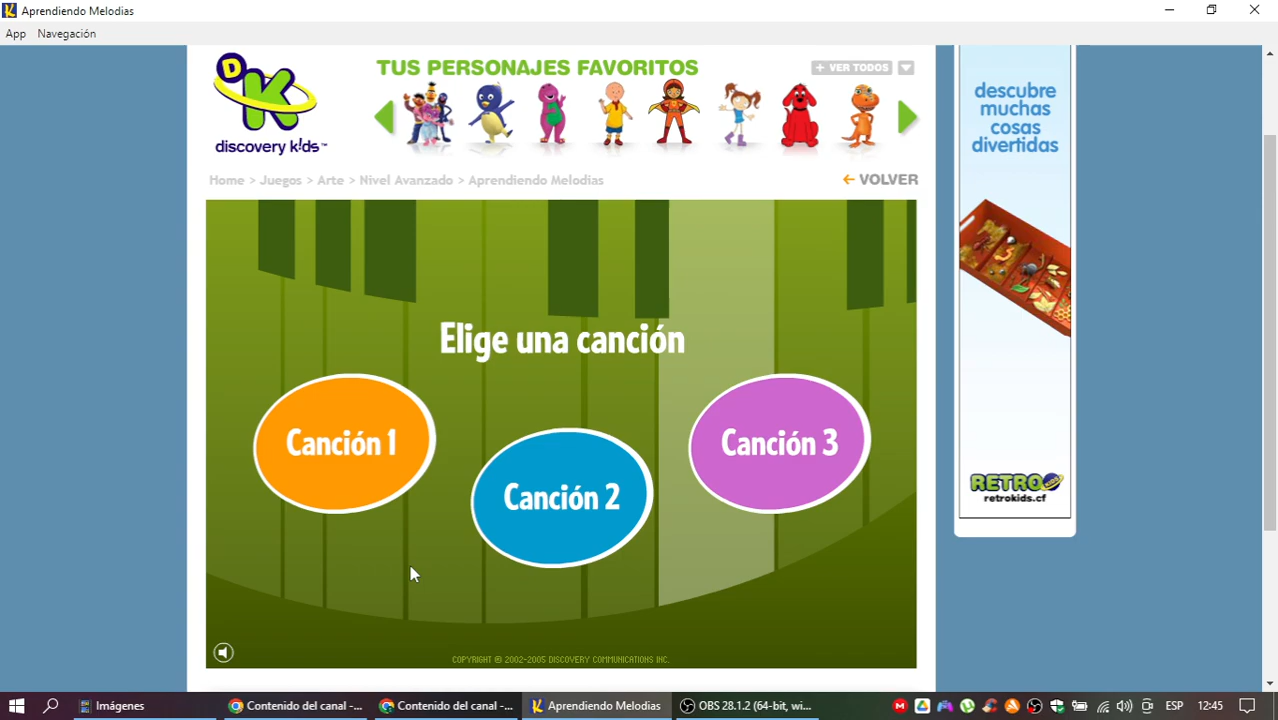 Aprendiendo Melodias
App Navegación
DK
discovery k!ds™
TUS PERSONAJES FAVORITOS
+ VER TODOS
Home > Juegos > Arte > Nivel Avanzado > Aprendiendo Melodías
VOLVER
Elige una canción
Canción 1
Canción 2
Canción 3
COPYRIGHT © 2002-2005 DISCOVERY COMMUNICATIONS INC.
descubre
muchas
cosas
divertidas
RETRO
retrokids.cf
Imágenes
Contenido del canal -...
Contenido del canal -...
Aprendiendo Melodias
OBS 28.1.2 (64-bit, wi...
ESP
12:45